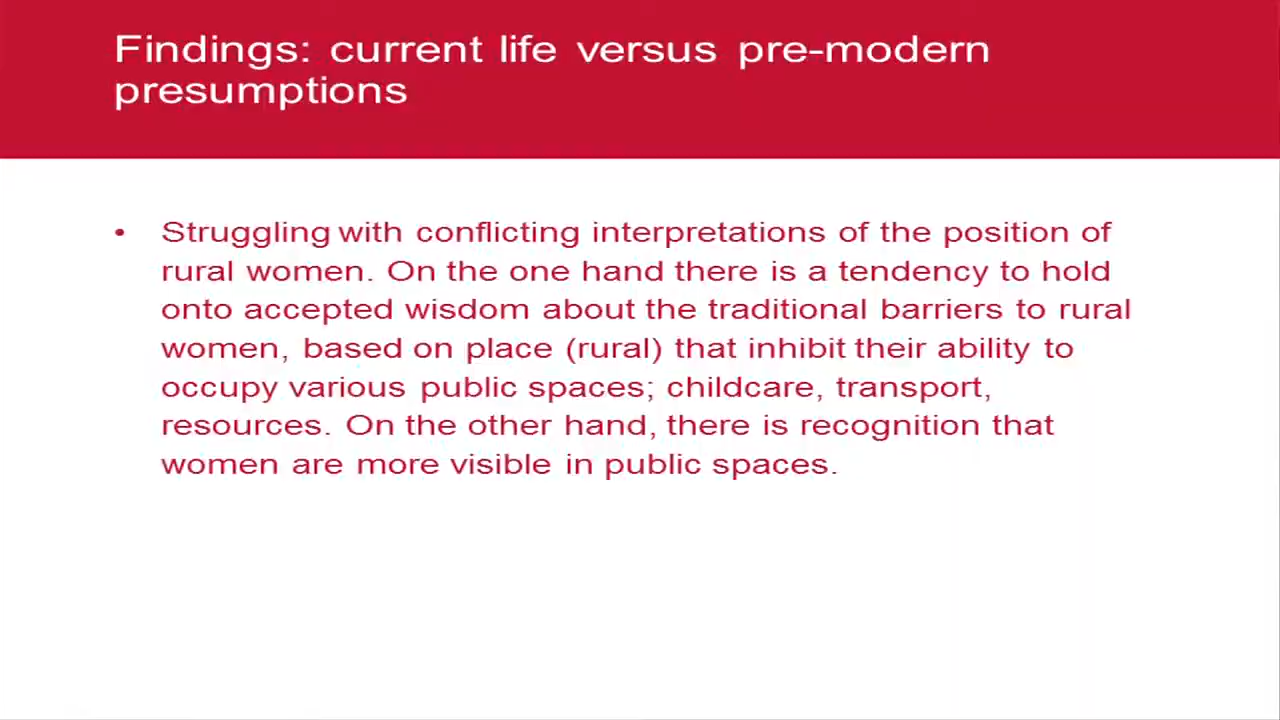 Findings: current life versus pre-modern
presumptions
• Struggling with conflicting interpretations of the position of
rural women. On the one hand there is a tendency to hold
onto accepted wisdom about the traditional barriers to rural
women, based on place (rural) that inhibit their ability to
occupy various public spaces; childcare, transport,
resources. On the other hand, there is recognition that
women are more visible in public spaces.